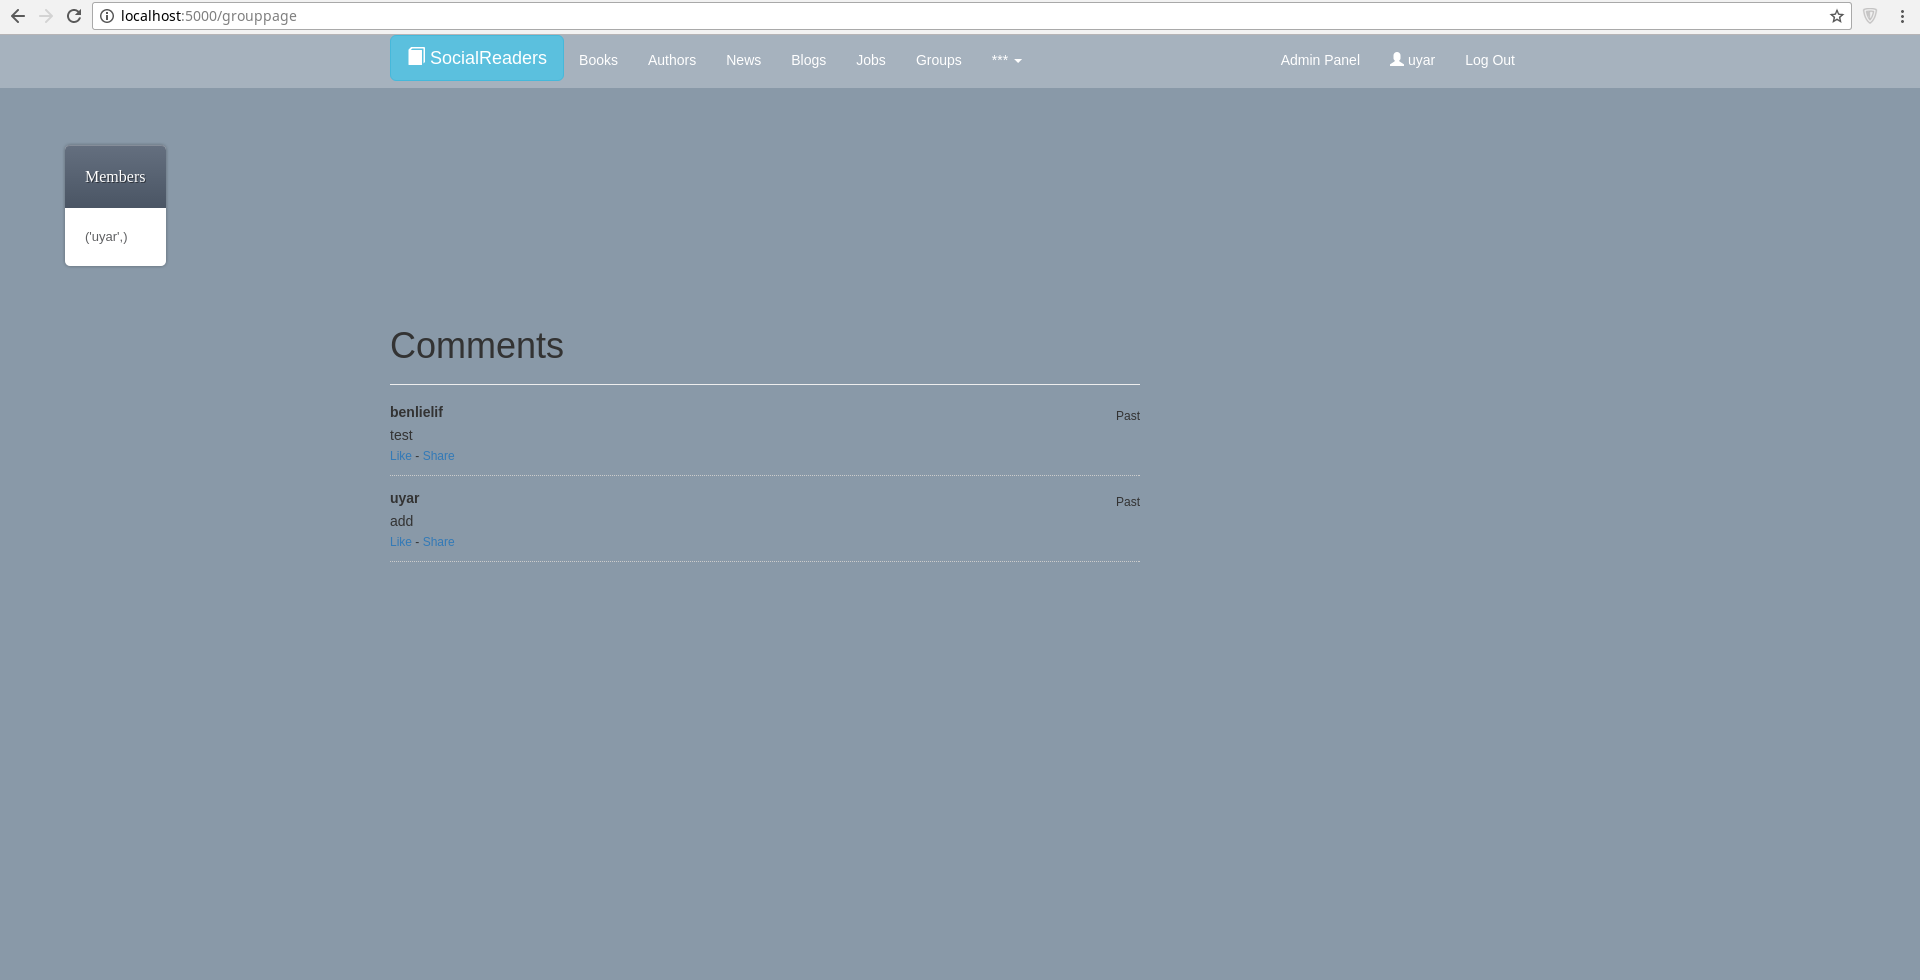 localhost:5000/grouppage
SocialReaders Books Authors News Blogs Jobs Groups *** Admin Panel uyar Log Out
Members
('uyar',)
Comments
benlielif Past
test
Like - Share
uyar Past
add
Like - Share